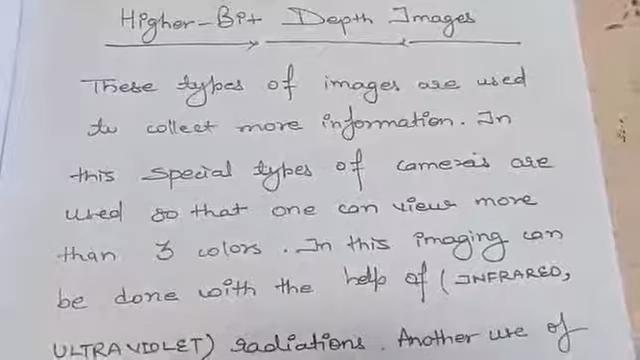 Higher-Bit Depth Images
These types of images are used
to collect more information. In
this special types of cameras are
used so that one can view more
than 3 colors. In this imaging can
be done with the help of (INFRARED,
ULTRAVIOLET) radiations. Another use of